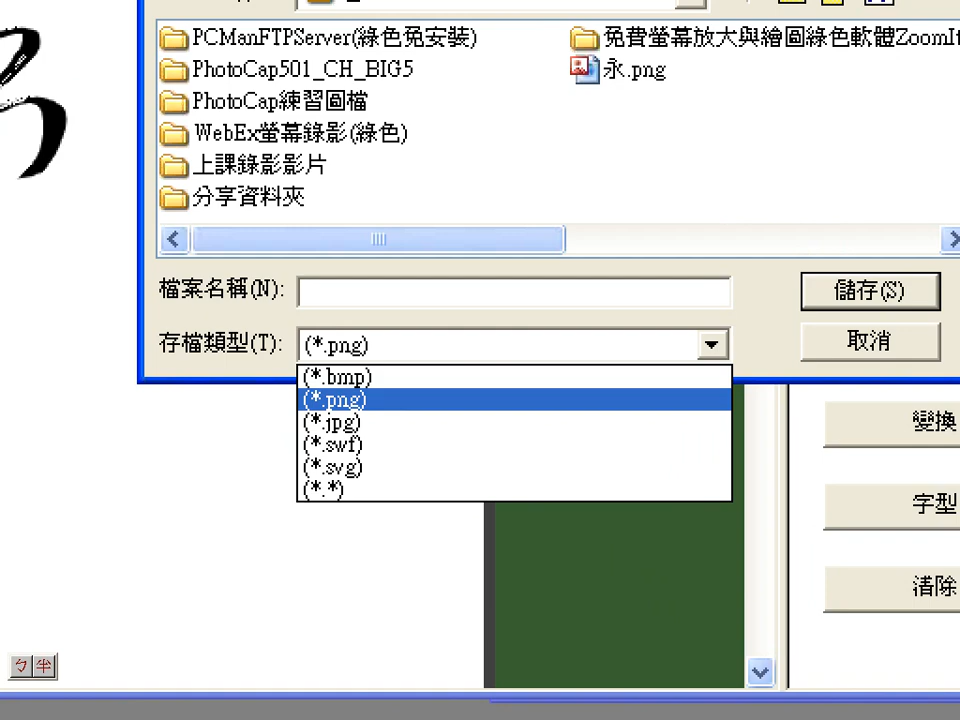 PCManFTPServer(綠色免安裝)
PhotoCap501_CH_BIG5
PhotoCap練習圖檔
WebEx螢幕錄影(綠色)
上課錄影影片
分享資料夾
免費螢幕放大與繪圖綠色軟體ZoomIt
永.png
檔案名稱(N):
儲存(S)
存檔類型(T):
(*.png)
取消
(*.bmp)
(*.png)
(*.jpg)
(*.swf)
(*.svg)
(*.*)
變換
字型
清除
ㄅ半